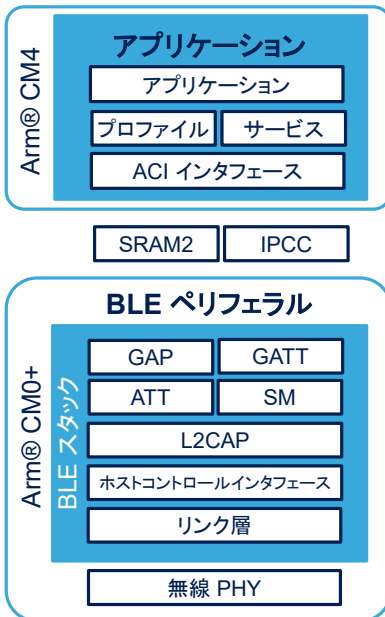 Arm® CM4
アプリケーション
アプリケーション
プロファイル サービス
ACI インタフェース
SRAM2 IPCC
Arm® CM0+
BLE ペリフェラル
BLE スタック
GAP GATT
ATT SM
L2CAP
ホストコントロールインタフェース
リンク層
無線 PHY